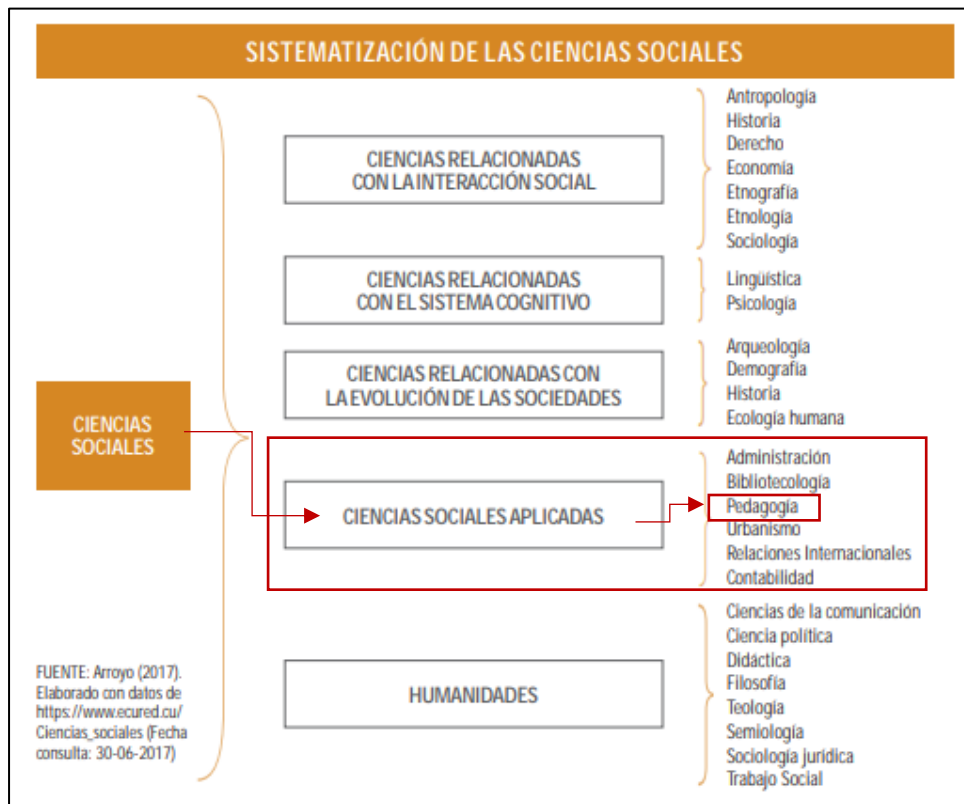 SISTEMATIZACIÓN DE LAS CIENCIAS SOCIALES
CIENCIAS
SOCIALES
CIENCIAS RELACIONADAS
CON LA INTERACCIÓN SOCIAL
Antropología
Historia
Derecho
Economía
Etnografía
Etnología
Sociología
CIENCIAS RELACIONADAS
CON EL SISTEMA COGNITIVO
Lingüística
Psicología
CIENCIAS RELACIONADAS CON
LA EVOLUCIÓN DE LAS SOCIEDADES
Arqueología
Demografía
Historia
Ecología humana
CIENCIAS SOCIALES APLICADAS
Administración
Bibliotecología
Pedagogía
Urbanismo
Relaciones Internacionales
Contabilidad
HUMANIDADES
Ciencias de la comunicación
Ciencia política
Didáctica
Filosofía
Teología
Semiología
Sociología jurídica
Trabajo Social
FUENTE: Arroyo (2017).
Elaborado con datos de
https://www.ecured.cu/
Ciencias_sociales (Fecha
consulta: 30-06-2017)